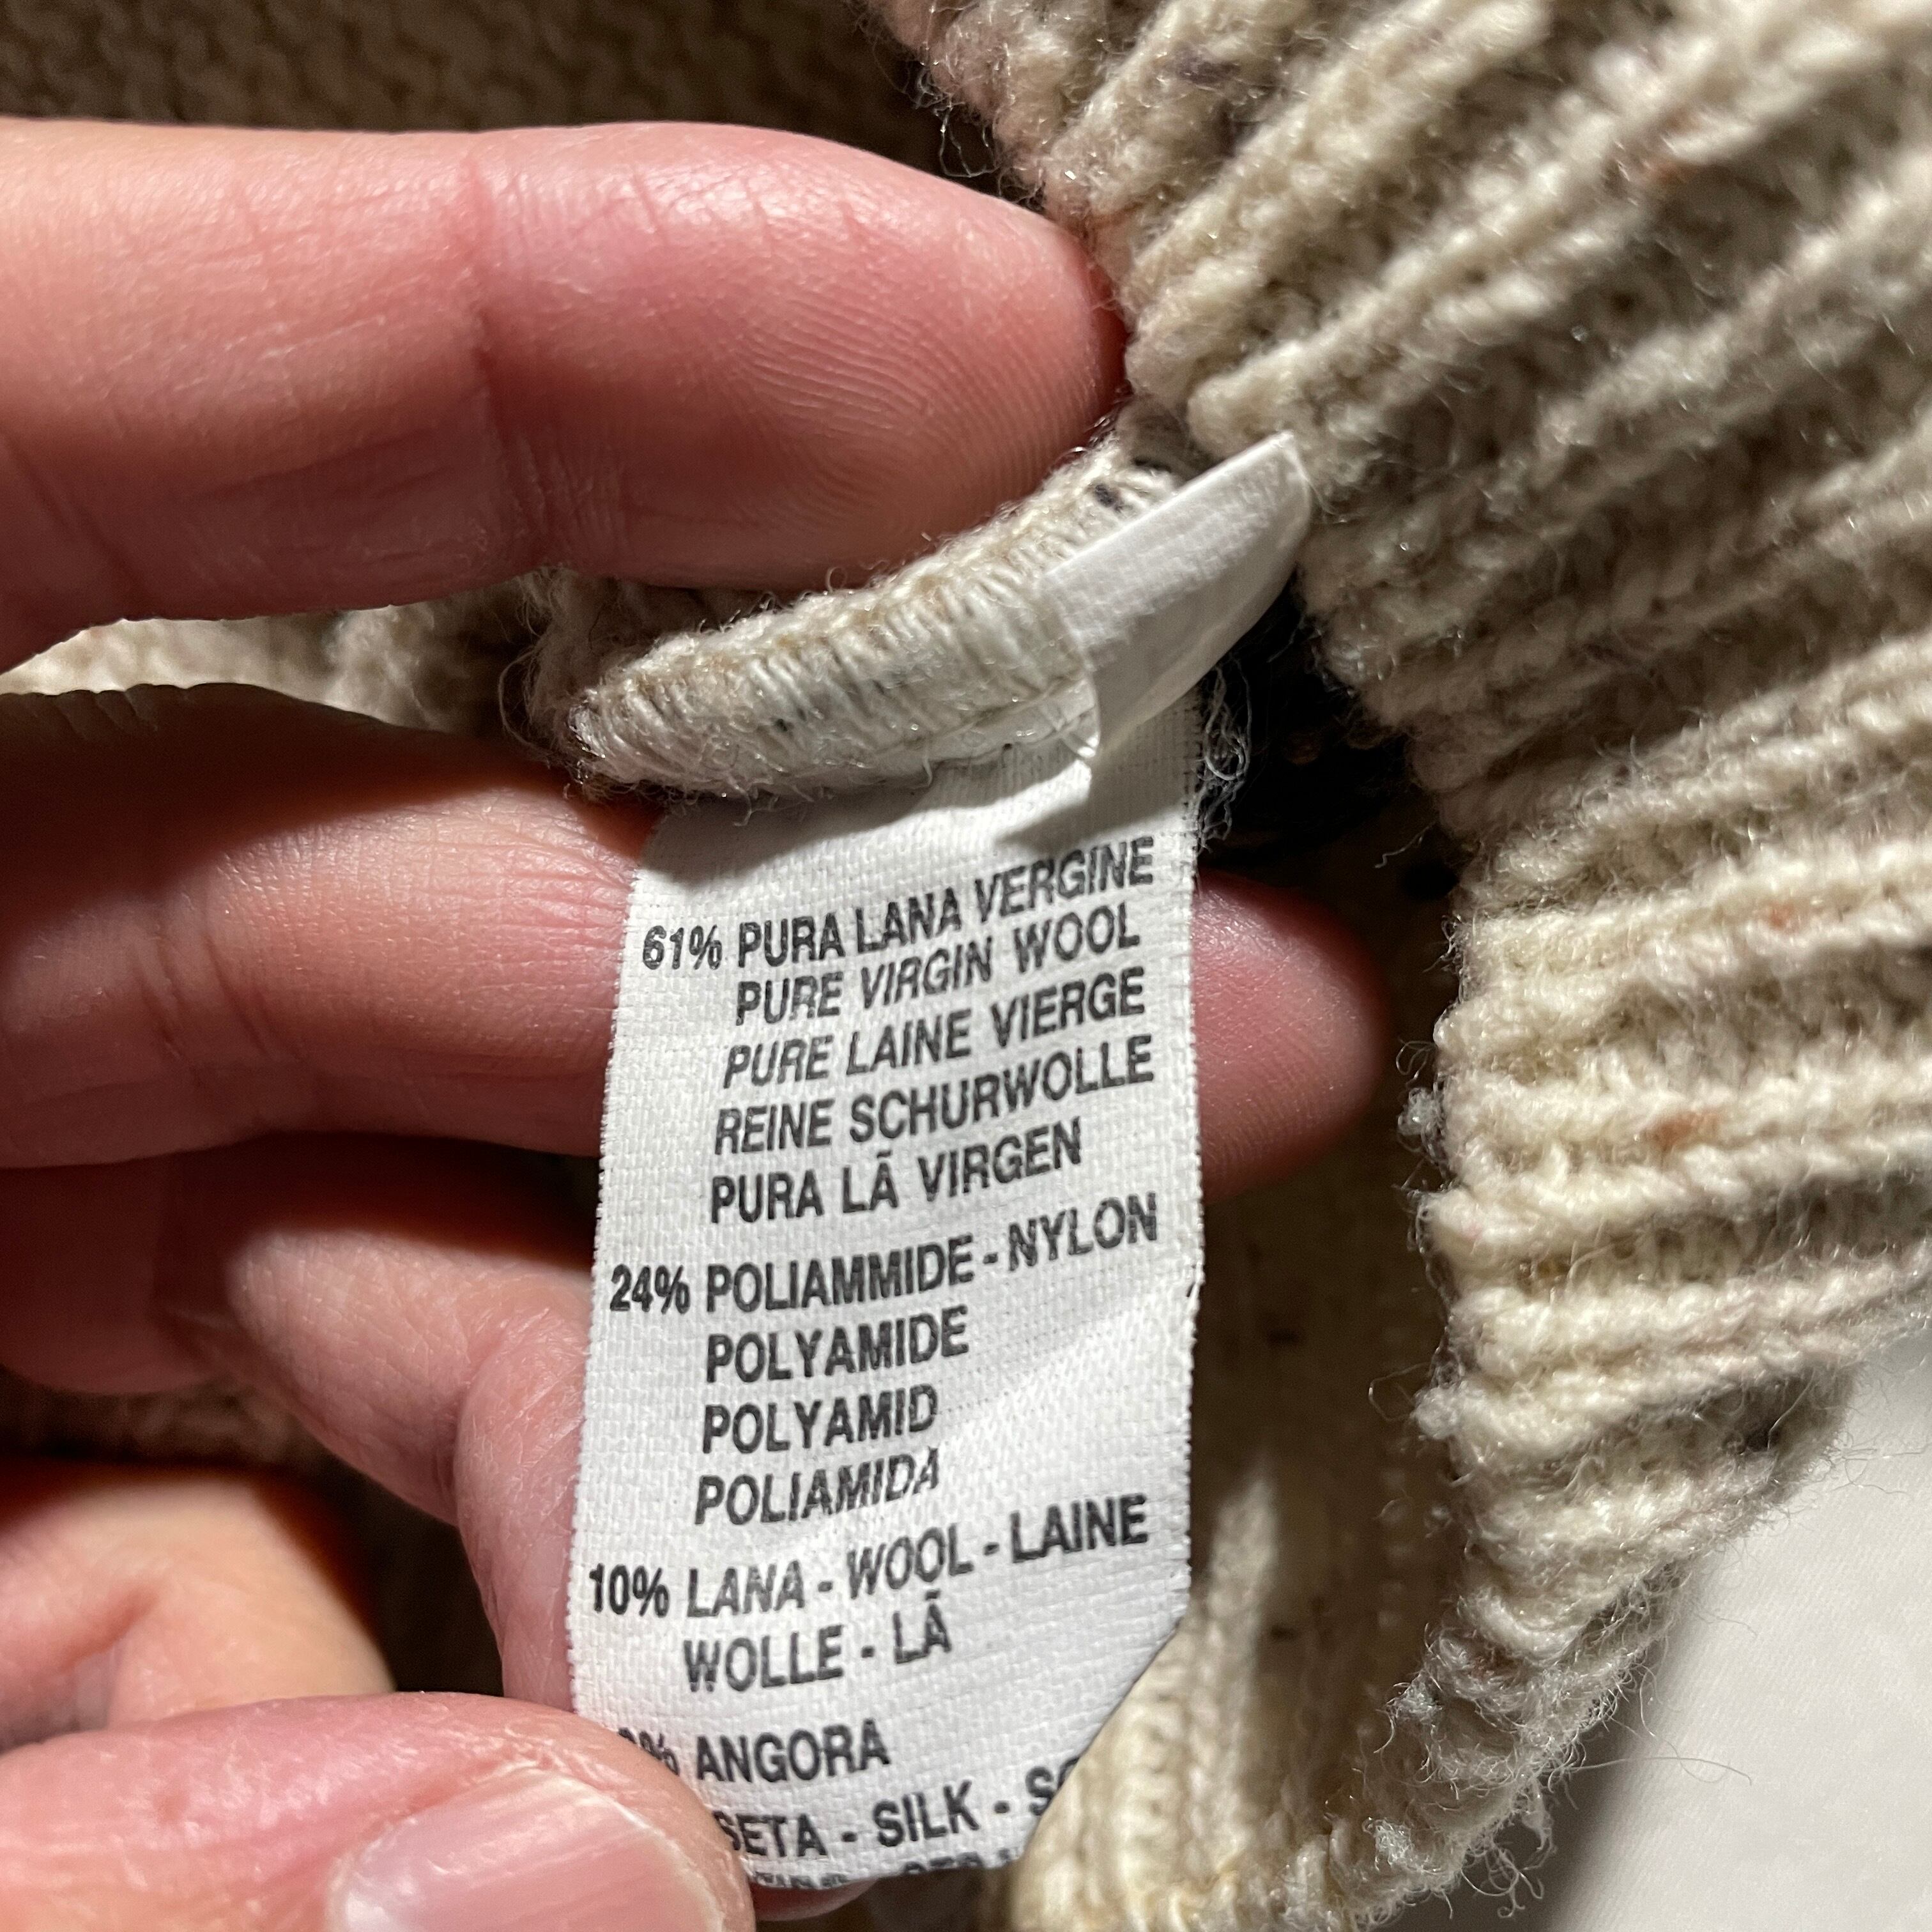 61% PURA LANA VERGINE
PURE VIRGIN WOOL
PURE LAINE VIERGE
REINE SCHURWOLLE
PURA LÃ VIRGEN
24% POLIAMMIDE - NYLON
POLYAMIDE
POLYAMID
POLIAMIDA
10% LANA - WOOL - LAINE
WOLLE - LÃ
% ANGORA
SETA - SILK -